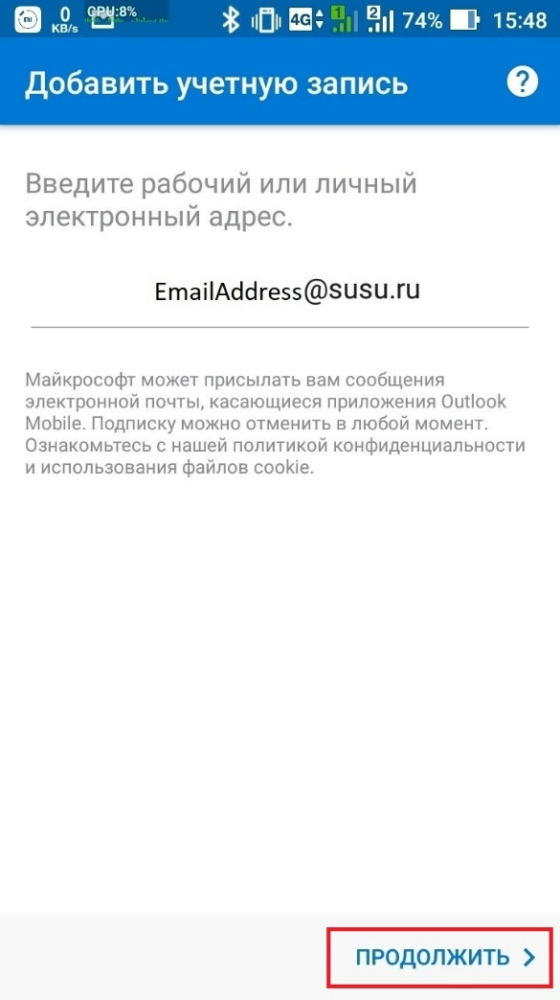 0 KB/s CPU:8% 4G 1 2 74% 15:48
Добавить учетную запись ?
Введите рабочий или личный
электронный адрес.
EmailAddress@susu.ru
Майкрософт может присылать вам сообщения
электронной почты, касающиеся приложения Outlook
Mobile. Подписку можно отменить в любой момент.
Ознакомьтесь с нашей политикой конфиденциальности
и использования файлов cookie.
ПРОДОЛЖИТЬ